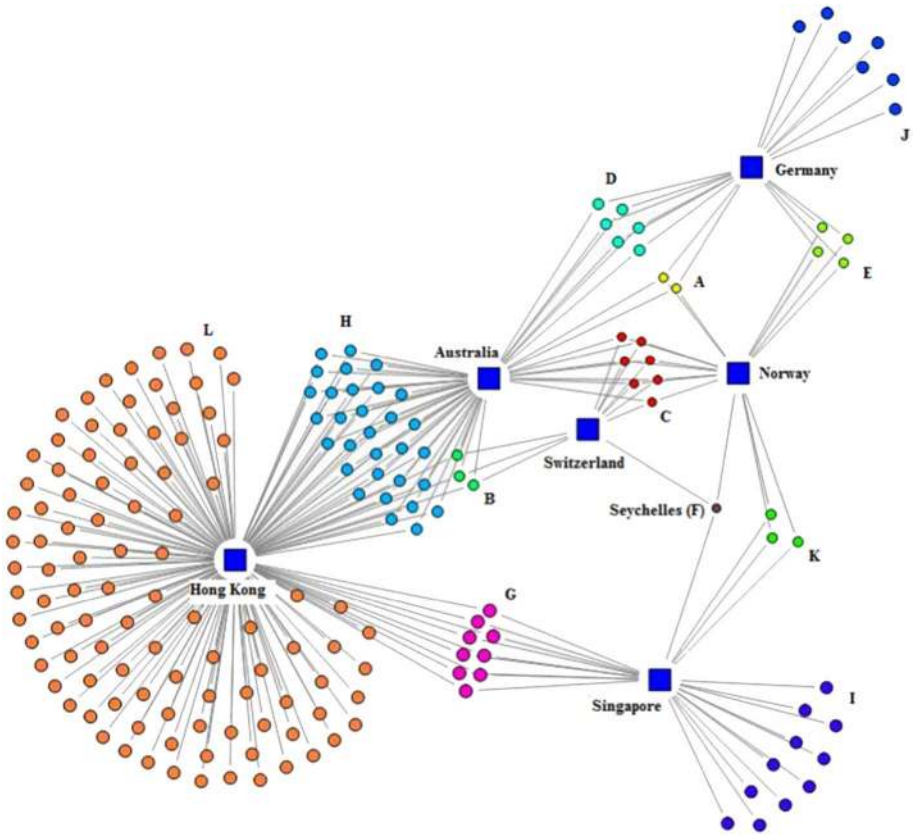 J
Germany
D
E
A
L
H
Australia
Norway
C
Switzerland
B
Seychelles (F)
K
Hong Kong
G
I
Singapore